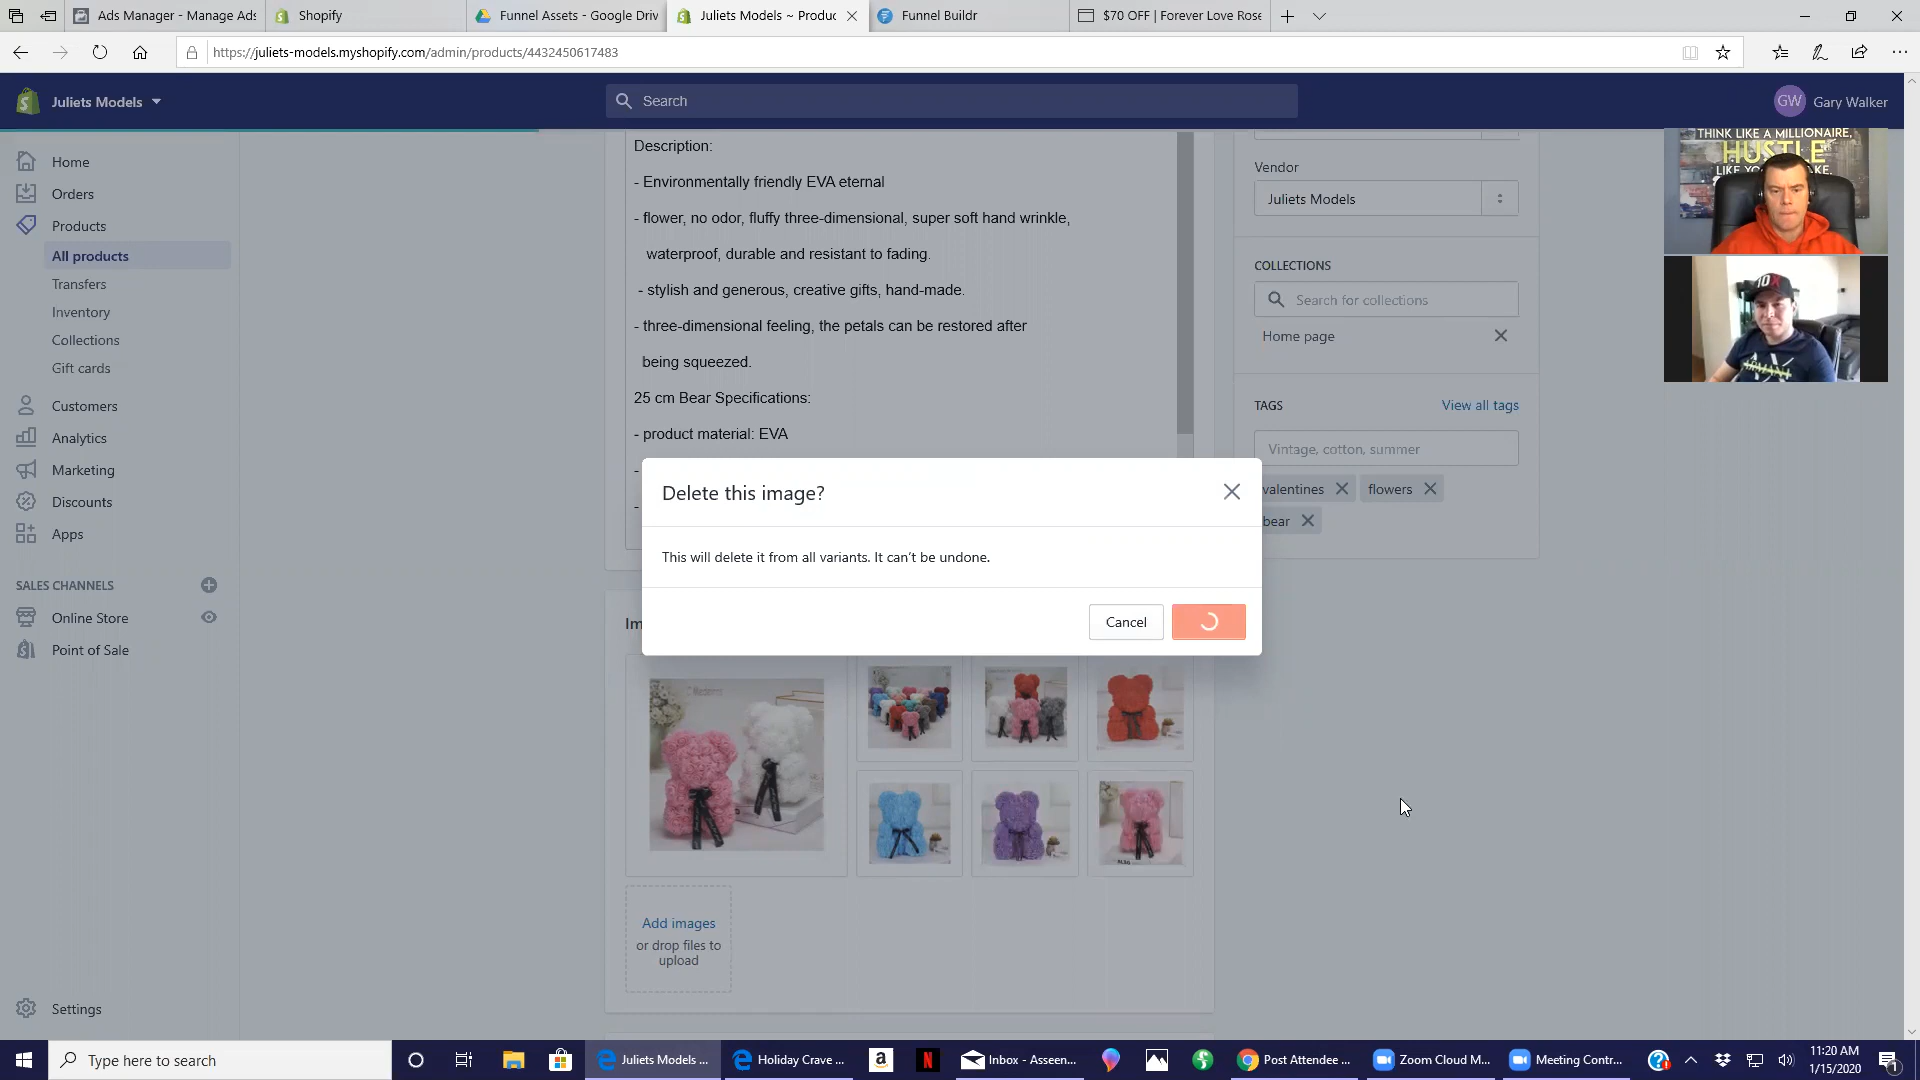 Ads Manager - Manage Ads
Shopify
Funnel Assets - Google Driv
Juliets Models ~ Produc
Funnel Buildr
$70 OFF | Forever Love Rose
https://juliets-models.myshopify.com/admin/products/4432450617483
Juliets Models
Search
GW
Gary Walker
Home
Orders
Products
All products
Transfers
Inventory
Collections
Gift cards
Customers
Analytics
Marketing
Discounts
Apps
SALES CHANNELS
Online Store
Point of Sale
Settings
Description:
- Environmentally friendly EVA eternal
- flower, no odor, fluffy three-dimensional, super soft hand wrinkle,
waterproof, durable and resistant to fading.
- stylish and generous, creative gifts, hand-made.
- three-dimensional feeling, the petals can be restored after
being squeezed.
25 cm Bear Specifications:
- product material: EVA
-
-
Delete this image?
This will delete it from all variants. It can't be undone.
Cancel
Im
Add images
or drop files to
upload
Vendor
Juliets Models
COLLECTIONS
Search for collections
Home page
TAGS
View all tags
Vintage, cotton, summer
valentines
flowers
bear
THINK LIKE A MILLIONAIRE,
HUSTLE
10X
ARMANI
Type here to search
Juliets Models ...
Holiday Crave ...
Inbox - Asseen...
Post Attendee ...
Zoom Cloud M...
Meeting Contr...
11:20 AM
1/15/2020
1